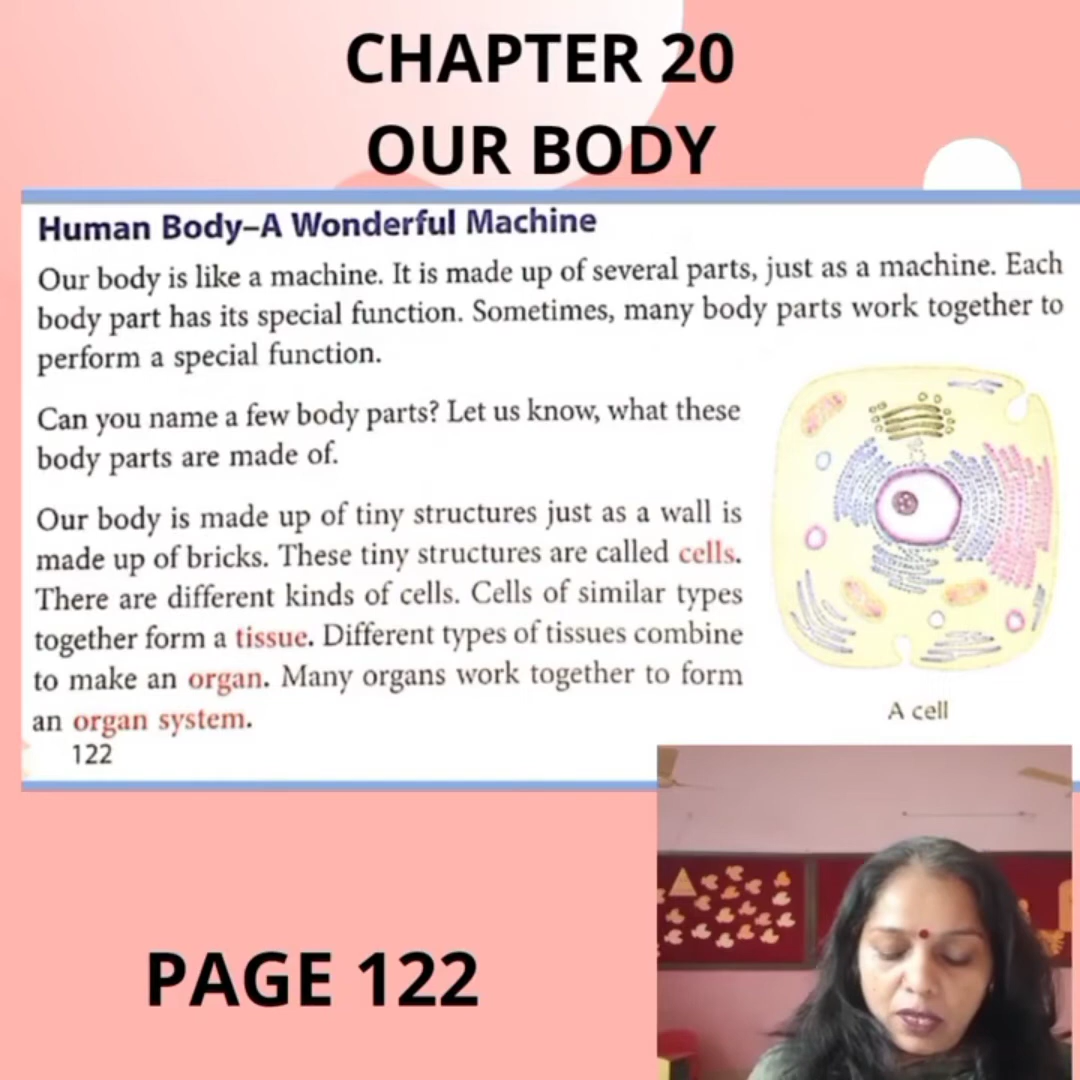 CHAPTER 20
OUR BODY
Human Body–A Wonderful Machine
Our body is like a machine. It is made up of several parts, just as a machine. Each
body part has its special function. Sometimes, many body parts work together to
perform a special function.
Can you name a few body parts? Let us know, what these
body parts are made of.
Our body is made up of tiny structures just as a wall is
made up of bricks. These tiny structures are called cells.
There are different kinds of cells. Cells of similar types
together form a tissue. Different types of tissues combine
to make an organ. Many organs work together to form
an organ system.
A cell
122
PAGE 122